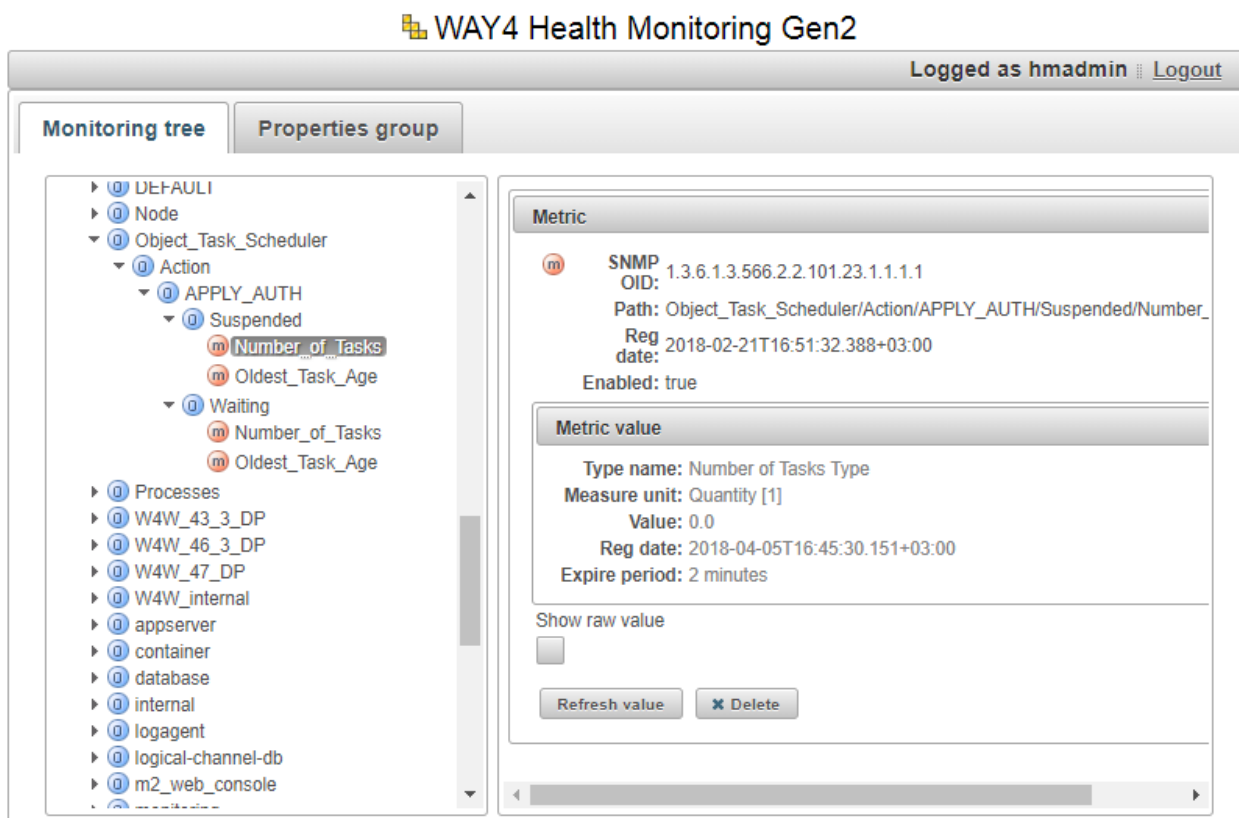 WAY4 Health Monitoring Gen2
Logged as hmadmin Logout
Monitoring tree
Properties group
DEFAULT
Node
Object_Task_Scheduler
Action
APPLY_AUTH
Suspended
Number_of_Tasks
Oldest_Task_Age
Waiting
Number_of_Tasks
Oldest_Task_Age
Processes
W4W_43_3_DP
W4W_46_3_DP
W4W_47_DP
W4W_internal
appserver
container
database
internal
logagent
logical-channel-db
m2_web_console
Metric
SNMP OID: 1.3.6.1.3.566.2.2.101.23.1.1.1.1
Path: Object_Task_Scheduler/Action/APPLY_AUTH/Suspended/Number_
Reg date: 2018-02-21T16:51:32.388+03:00
Enabled: true
Metric value
Type name: Number of Tasks Type
Measure unit: Quantity [1]
Value: 0.0
Reg date: 2018-04-05T16:45:30.151+03:00
Expire period: 2 minutes
Show raw value
Refresh value
Delete